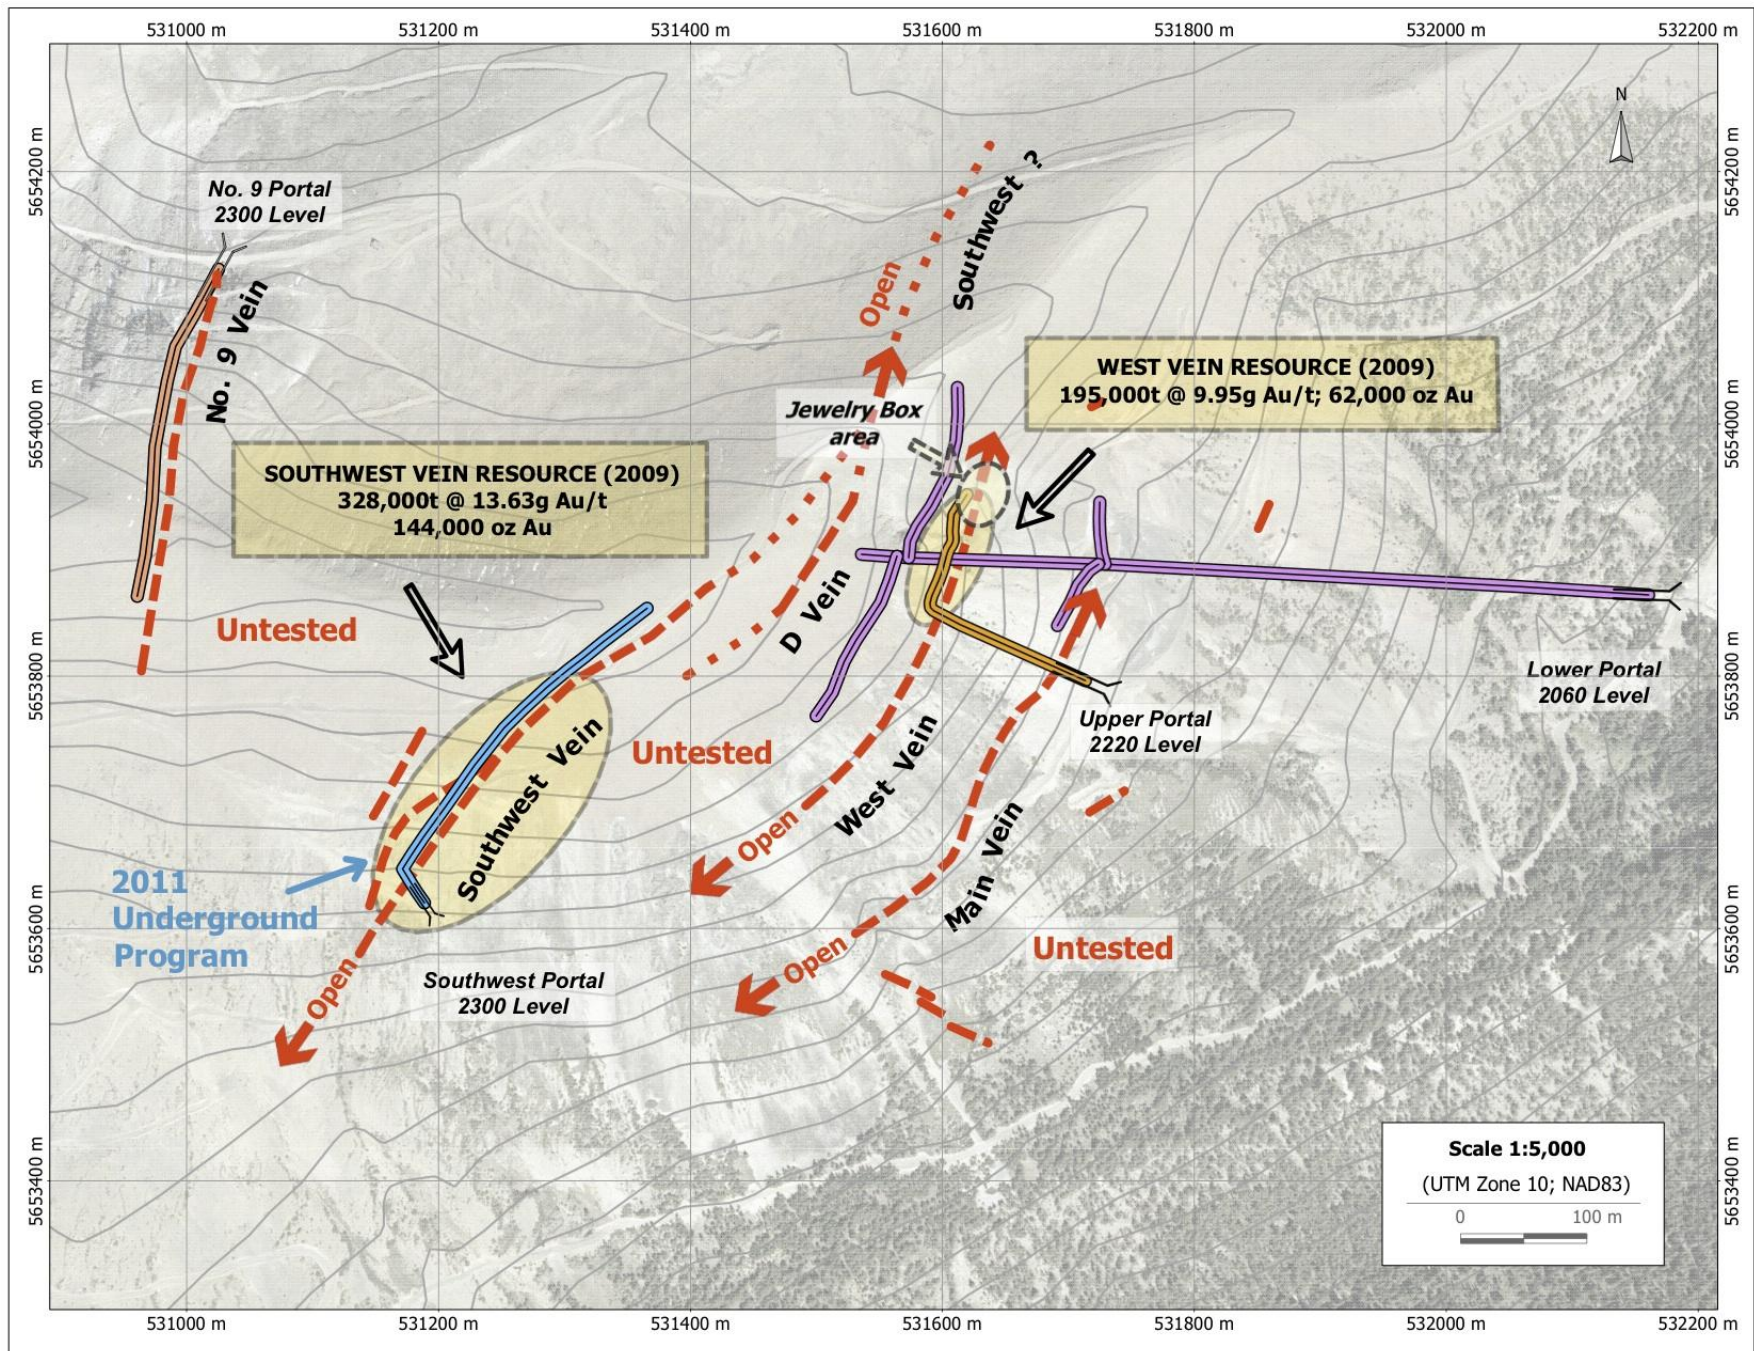 531000 m
531200 m
531400 m
531600 m
531800 m
532000 m
532200 m
5654200 m
5654200 m
N
No. 9 Portal
2300 Level
Southwest ?
Open
No. 9 Vein
5654000 m
5654000 m
WEST VEIN RESOURCE (2009)
195,000t @ 9.95g Au/t; 62,000 oz Au
Jewelry Box
area
SOUTHWEST VEIN RESOURCE (2009)
328,000t @ 13.63g Au/t
144,000 oz Au
D Vein
Untested
5653800 m
5653800 m
Lower Portal
2060 Level
Upper Portal
2220 Level
Untested
Southwest Vein
West Vein
Open
Main Vein
2011
Underground
Program
5653600 m
5653600 m
Untested
Open
Open
Southwest Portal
2300 Level
5653400 m
5653400 m
Scale 1:5,000
(UTM Zone 10; NAD83)
0 100 m
531000 m
531200 m
531400 m
531600 m
531800 m
532000 m
532200 m